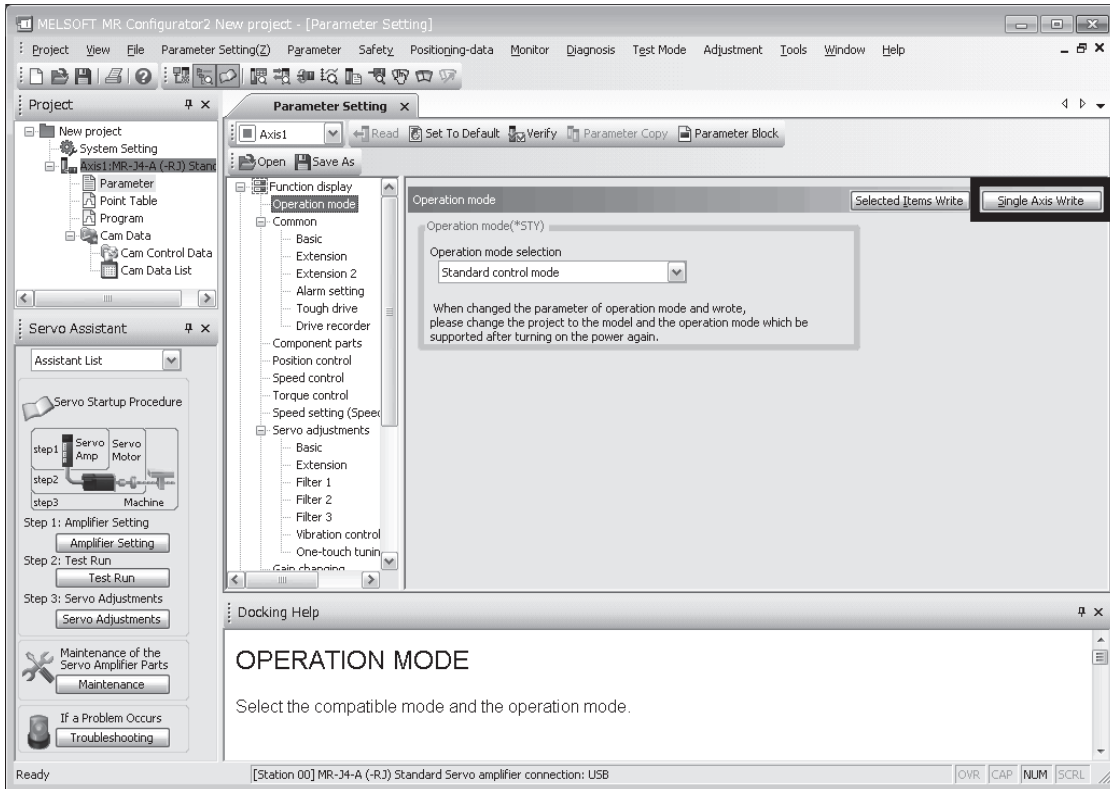 MELSOFT MR Configurator2 New project - [Parameter Setting]
Project View File Parameter Setting(Z) Parameter Safety Positioning-data Monitor Diagnosis Test Mode Adjustment Tools Window Help
Project
New project
System Setting
Axis1:MR-J4-A (-RJ) Stand
Parameter
Point Table
Program
Cam Data
Cam Control Data
Cam Data List
Servo Assistant
Assistant List
Servo Startup Procedure
step1
Servo Amp
Servo Motor
step2
step3
Machine
Step 1: Amplifier Setting
Amplifier Setting
Step 2: Test Run
Test Run
Step 3: Servo Adjustments
Servo Adjustments
Maintenance of the
Servo Amplifier Parts
Maintenance
If a Problem Occurs
Troubleshooting
Parameter Setting
Axis1 Read Set To Default Verify Parameter Copy Parameter Block
Open Save As
Function display
Operation mode
Common
Basic
Extension
Extension 2
Alarm setting
Tough drive
Drive recorder
Component parts
Position control
Speed control
Torque control
Speed setting (Speed
Servo adjustments
Basic
Extension
Filter 1
Filter 2
Filter 3
Vibration control
One-touch tunin
Gain changing
Operation mode
Selected Items Write
Single Axis Write
Operation mode(*STY)
Operation mode selection
Standard control mode
When changed the parameter of operation mode and wrote,
please change the project to the model and the operation mode which be
supported after turning on the power again.
Docking Help
OPERATION MODE
Select the compatible mode and the operation mode.
Ready
[Station 00] MR-J4-A (-RJ) Standard Servo amplifier connection: USB
OVR CAP NUM SCRL